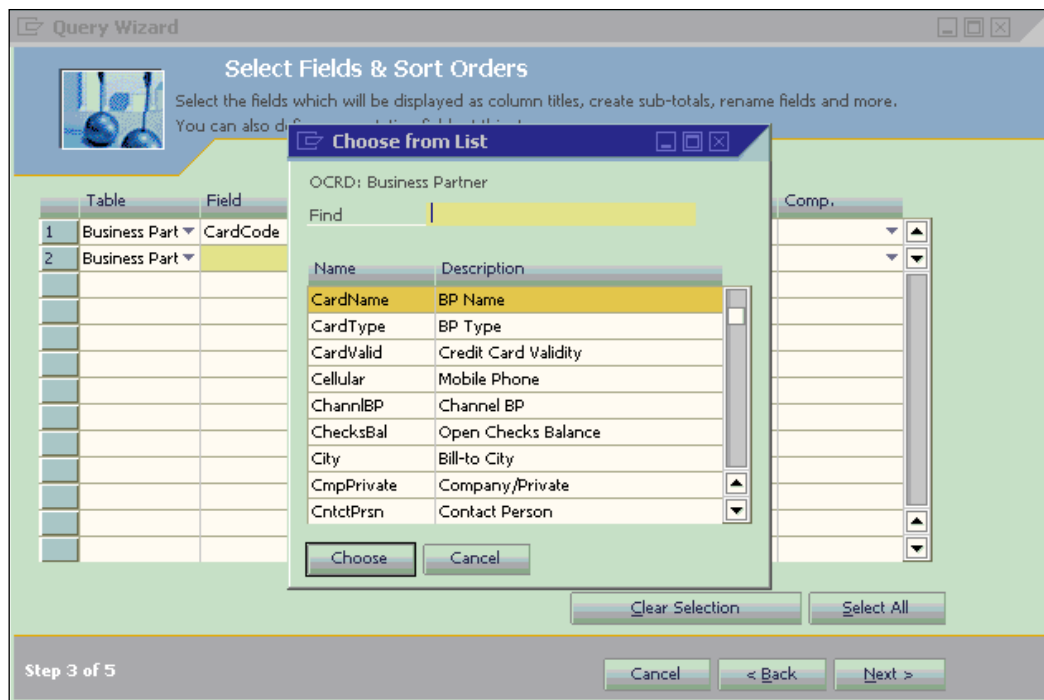 Query Wizard
Select Fields & Sort Orders
Select the fields which will be displayed as column titles, create sub-totals, rename fields and more.
You can also
Choose from List
OCRD: Business Partner
Find
Table Field Comp.
1 Business Part CardCode
2 Business Part
Name Description
CardName BP Name
CardType BP Type
CardValid Credit Card Validity
Cellular Mobile Phone
ChannlBP Channel BP
ChecksBal Open Checks Balance
City Bill-to City
CmpPrivate Company/Private
CntctPrsn Contact Person
Choose Cancel
Clear Selection Select All
Step 3 of 5
Cancel < Back Next >